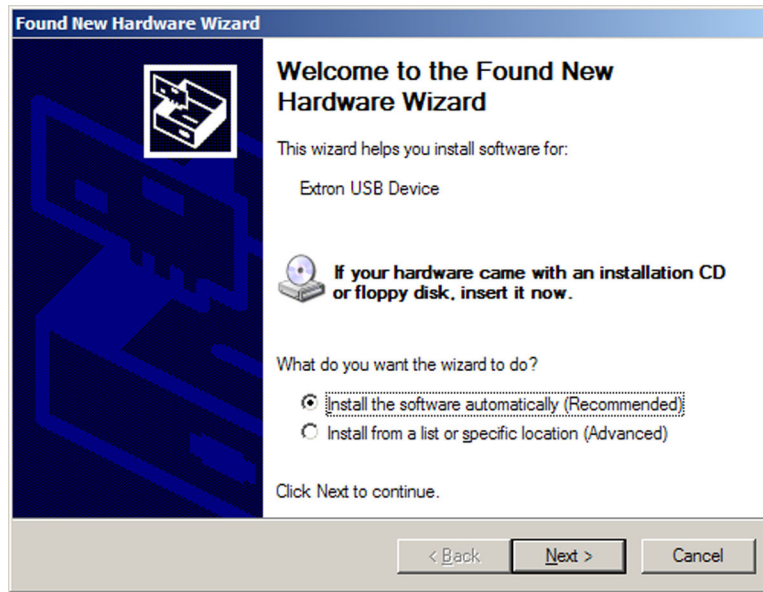 Found New Hardware Wizard
Welcome to the Found New
Hardware Wizard
This wizard helps you install software for:
Extron USB Device
If your hardware came with an installation CD
or floppy disk, insert it now.
What do you want the wizard to do?
Install the software automatically (Recommended)
Install from a list or specific location (Advanced)
Click Next to continue.
< Back
Next >
Cancel